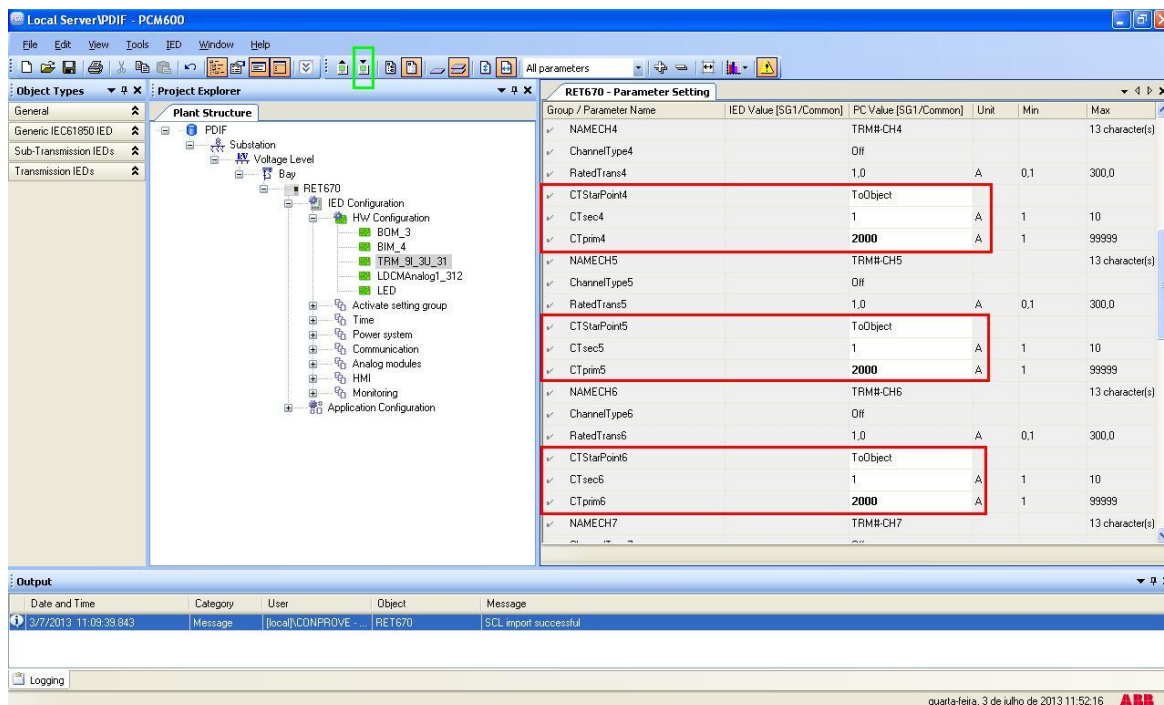 Local Server\PDIF - PCM600
File Edit View Tools IED Window Help
All parameters
Object Types
General
Generic IEC61850 IED
Sub-Transmission IEDs
Transmission IEDs
Project Explorer
Plant Structure
PDIF
Substation
Voltage Level
Bay
RET670
IED Configuration
HW Configuration
BOM_3
BIM_4
TRM_9I_3U_31
LDCMAnalog1_312
LED
Activate setting group
Time
Power system
Communication
Analog modules
HMI
Monitoring
Application Configuration
RET670 - Parameter Setting
Group / Parameter Name IED Value [SG1/Common] PC Value [SG1/Common] Unit Min Max
NAMECH4 TRM#-CH4 13 character(s)
ChannelType4 Off
RatedTrans4 1,0 A 0,1 300,0
CTStarPoint4 ToObject
CTsec4 1 A 1 10
CTprim4 2000 A 1 99999
NAMECH5 TRM#-CH5 13 character(s)
ChannelType5 Off
RatedTrans5 1,0 A 0,1 300,0
CTStarPoint5 ToObject
CTsec5 1 A 1 10
CTprim5 2000 A 1 99999
NAMECH6 TRM#-CH6 13 character(s)
ChannelType6 Off
RatedTrans6 1,0 A 0,1 300,0
CTStarPoint6 ToObject
CTsec6 1 A 1 10
CTprim6 2000 A 1 99999
NAMECH7 TRM#-CH7 13 character(s)
Output
Date and Time Category User Object Message
3/7/2013 11:09:39.843 Message [local]\CONPROVE - ... RET670 SCL import successful
Logging
quarta-feira, 3 de julho de 2013 11:52:16 ABB